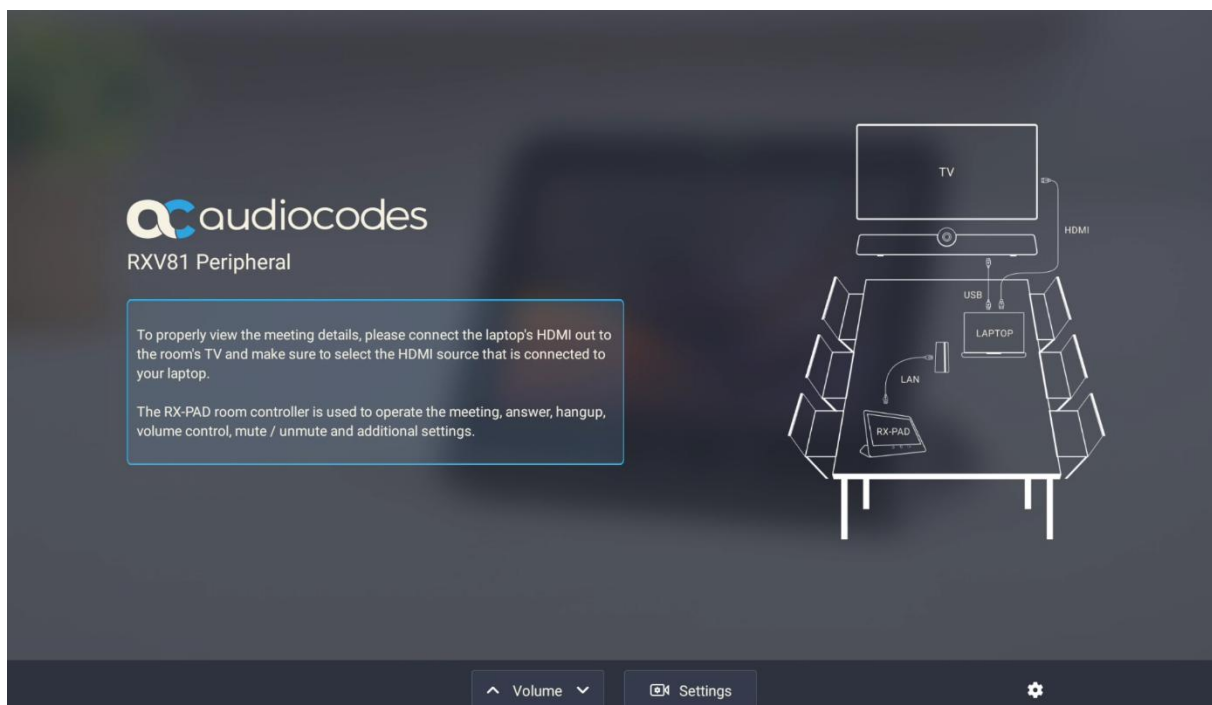 audiocodes
RXV81 Peripheral
To properly view the meeting details, please connect the laptop's HDMI out to
the room's TV and make sure to select the HDMI source that is connected to
your laptop.
The RX-PAD room controller is used to operate the meeting, answer, hangup,
volume control, mute / unmute and additional settings.
TV
HDMI
USB
LAPTOP
LAN
RX-PAD
Volume
Settings